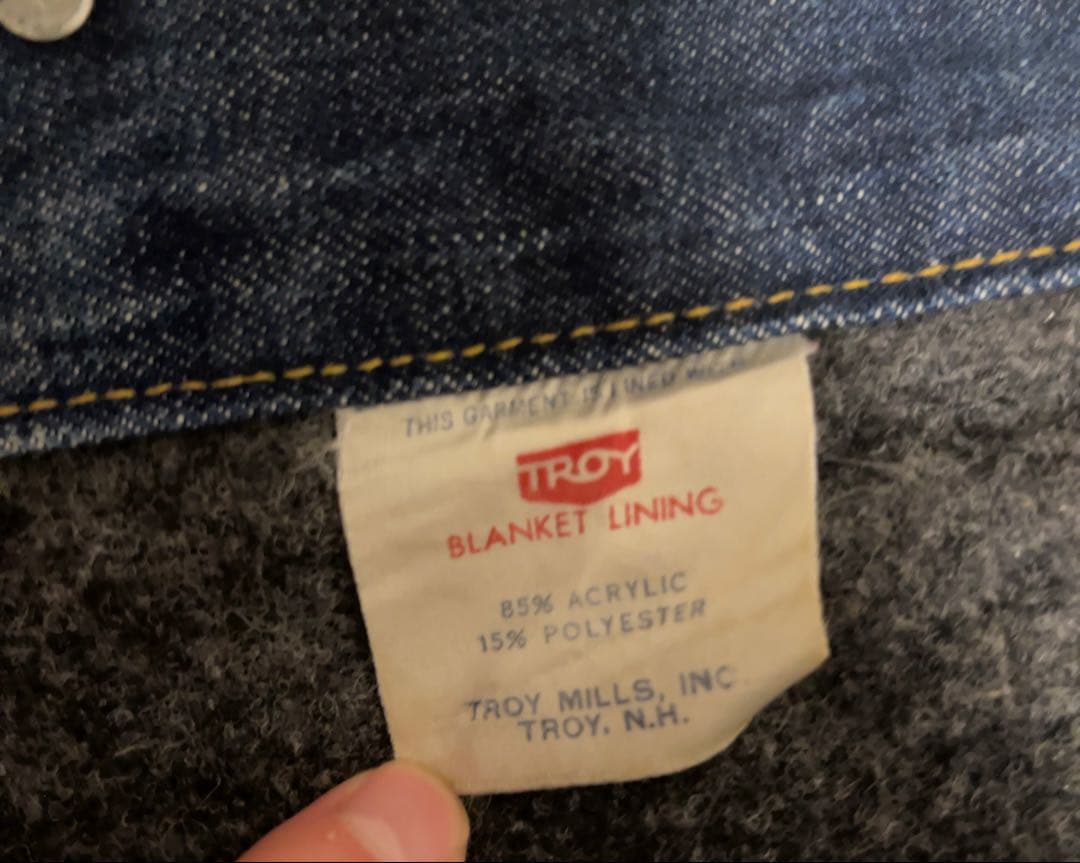 THIS GARMENT IS LINED
TROY
BLANKET LINING
85% ACRYLIC
15% POLYESTER
TROY MILLS, INC
TROY, N.H.